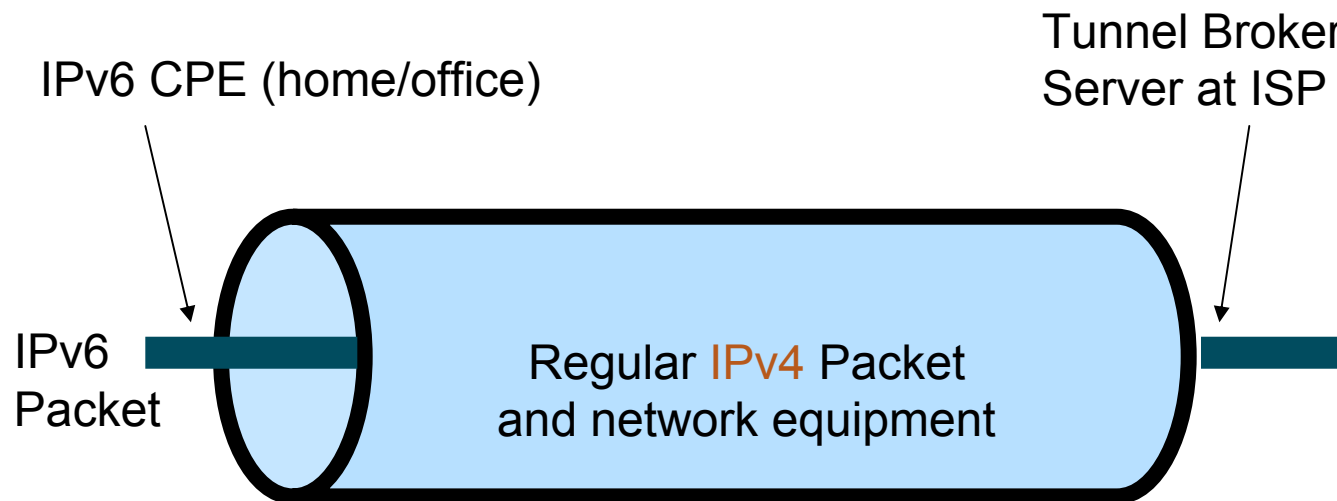 Tunnel Broker
Server at ISP
IPv6 CPE (home/office)
IPv6
Packet
Regular IPv4 Packet
and network equipment